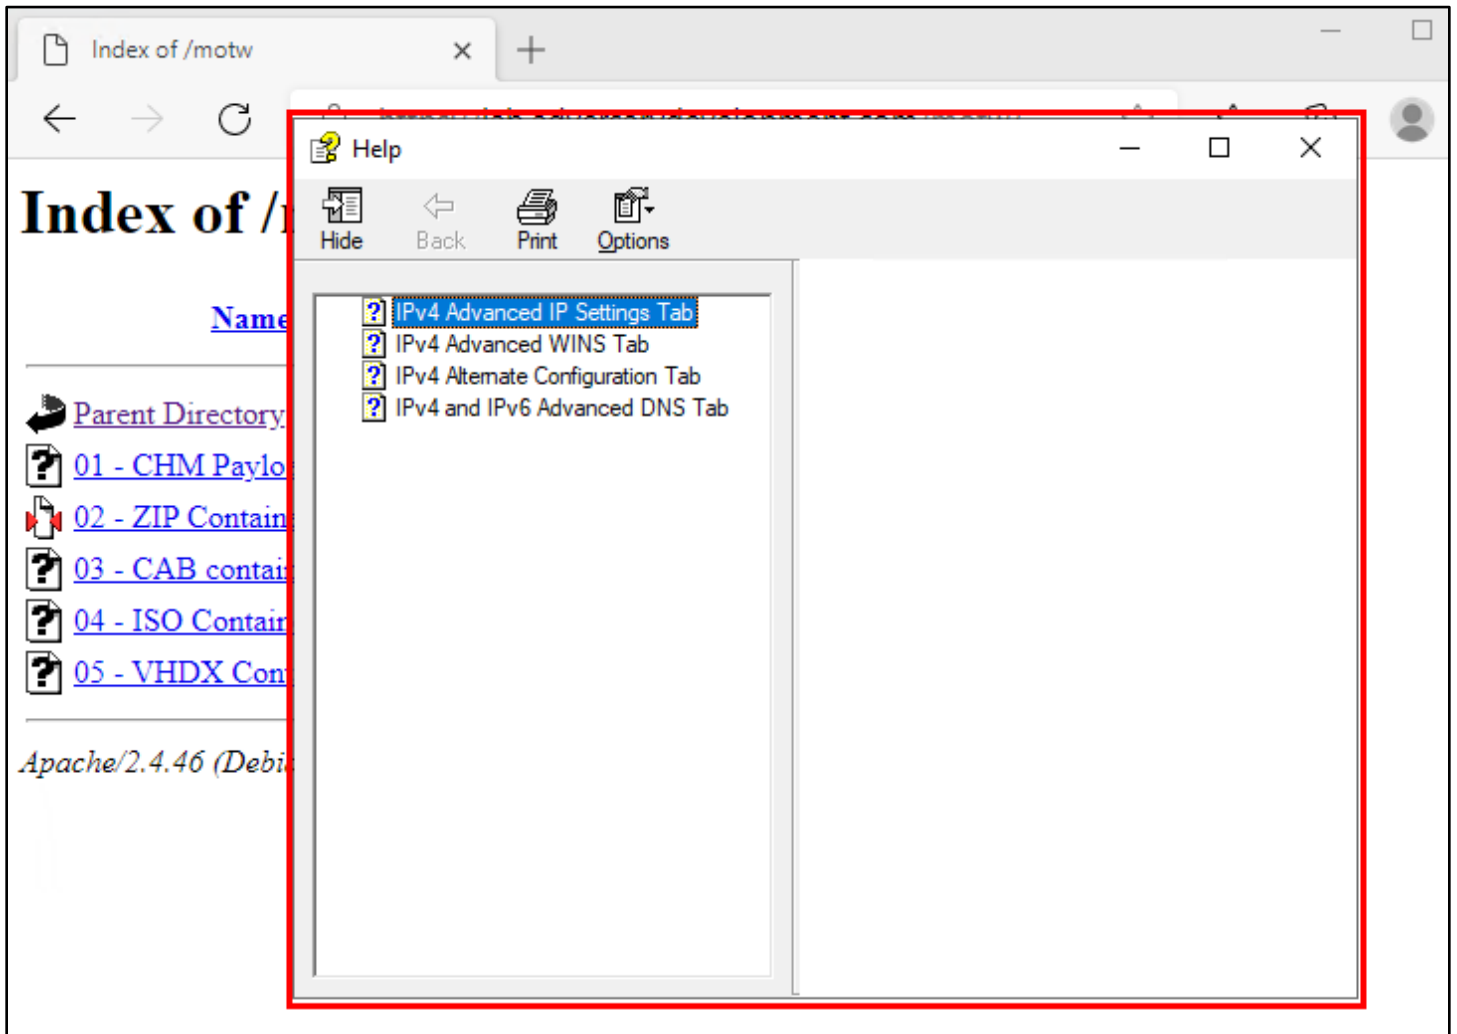 Index of /motw
Help
Hide
Back
Print
Options
Index of /
Name
IPv4 Advanced IP Settings Tab
IPv4 Advanced WINS Tab
IPv4 Alternate Configuration Tab
IPv4 and IPv6 Advanced DNS Tab
Parent Directory
01 - CHM Paylo
02 - ZIP Contain
03 - CAB contain
04 - ISO Contain
05 - VHDX Con
Apache/2.4.46 (Debi